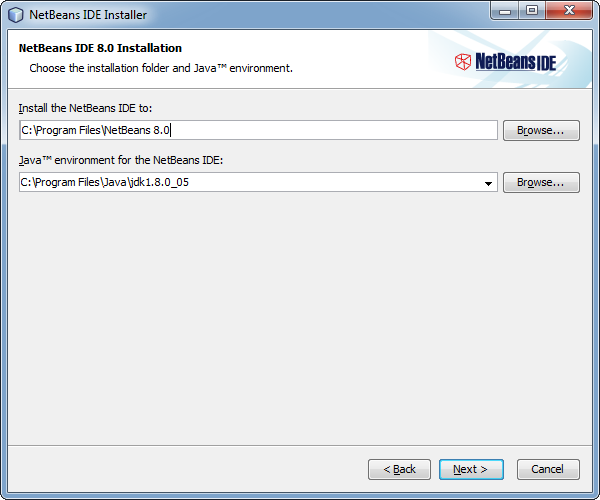 NetBeans IDE Installer
NetBeans IDE 8.0 Installation
Choose the installation folder and Java™ environment.
NetBeans IDE
Install the NetBeans IDE to:
C:\Program Files\NetBeans 8.0
Browse...
Java™ environment for the NetBeans IDE:
C:\Program Files\Java\jdk1.8.0_05
Browse...
< Back
Next >
Cancel